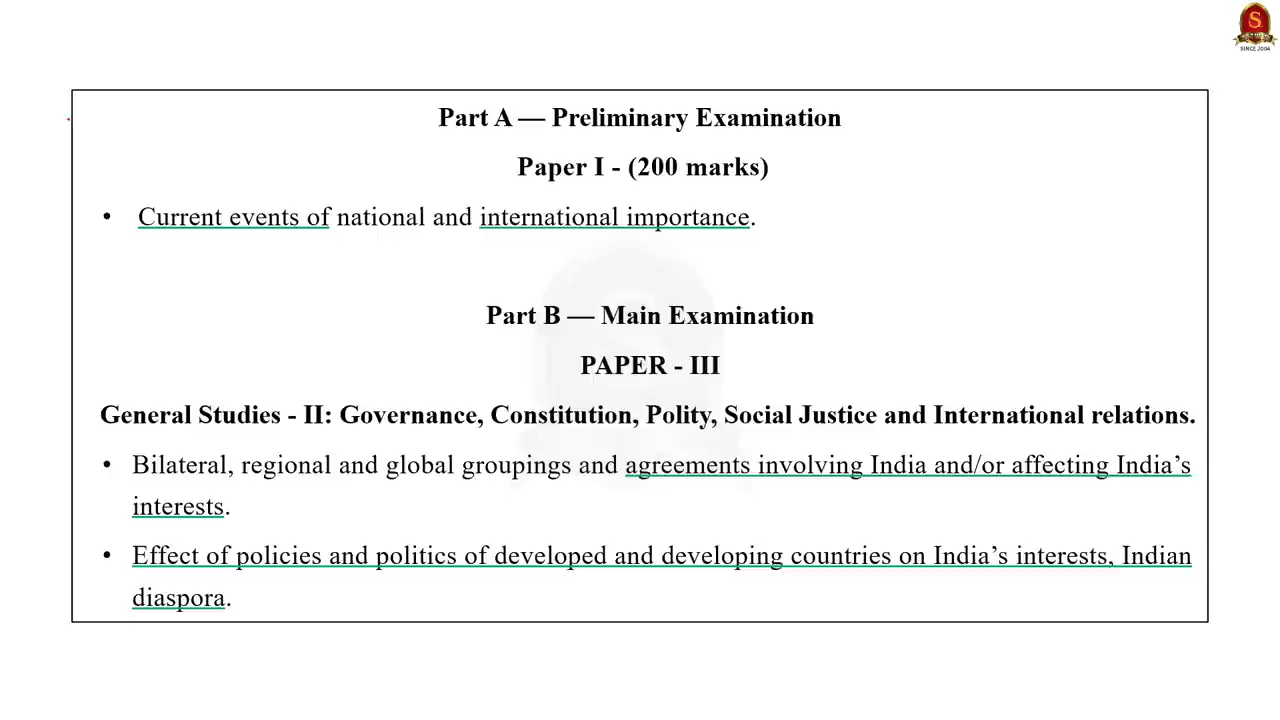 S
SINCE 2004
Part A — Preliminary Examination
Paper I - (200 marks)
• Current events of national and international importance.
Part B — Main Examination
PAPER - III
General Studies - II: Governance, Constitution, Polity, Social Justice and International relations.
• Bilateral, regional and global groupings and agreements involving India and/or affecting India’s
interests.
• Effect of policies and politics of developed and developing countries on India’s interests, Indian
diaspora.